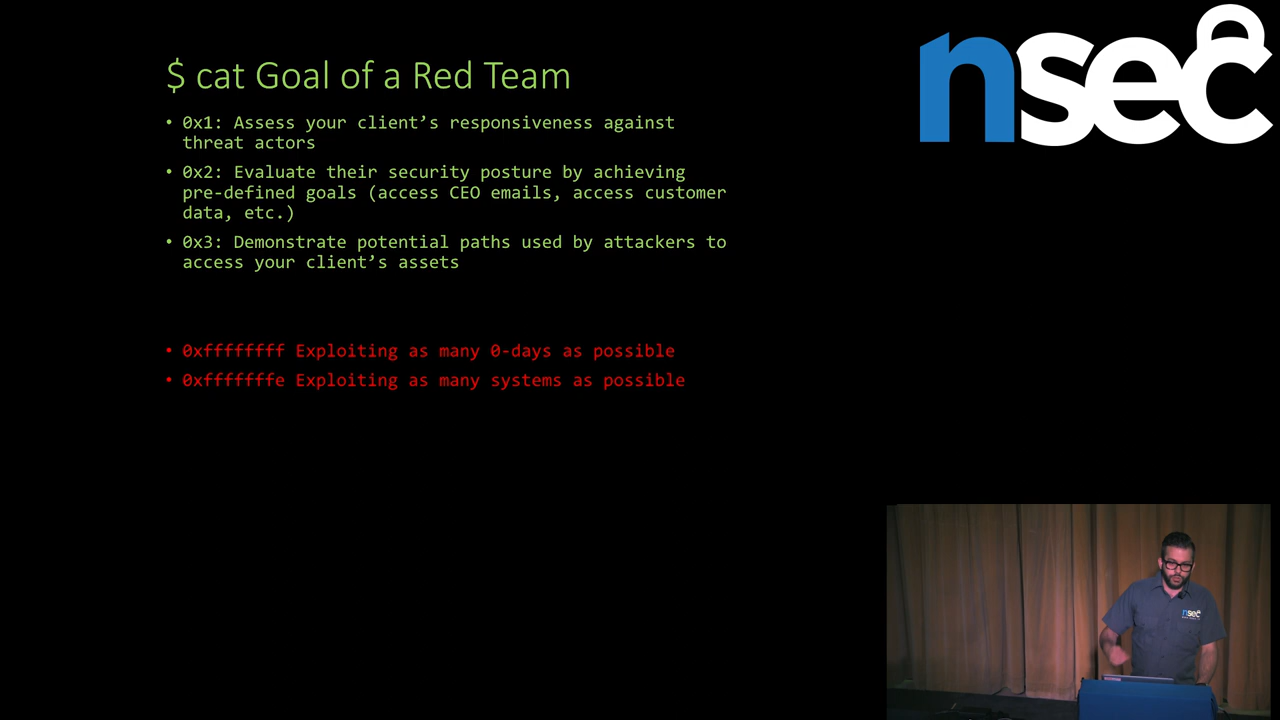 nsec
$ cat Goal of a Red Team
• 0x1: Assess your client’s responsiveness against
threat actors
• 0x2: Evaluate their security posture by achieving
pre-defined goals (access CEO emails, access customer
data, etc.)
• 0x3: Demonstrate potential paths used by attackers to
access your client’s assets
• 0xffffffff Exploiting as many 0-days as possible
• 0xfffffffe Exploiting as many systems as possible
nsec